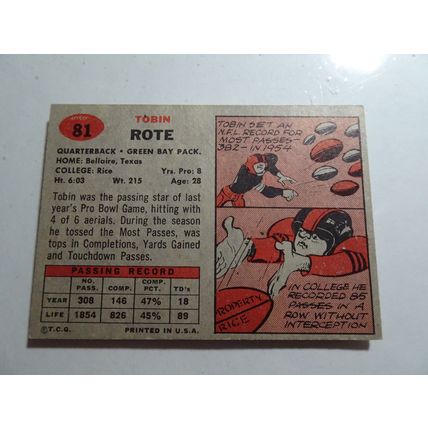 81
TOBIN
ROTE
QUARTERBACK • GREEN BAY PACK.
HOME: Bellaire, Texas
COLLEGE: Rice Yrs. Pro: 8
Ht. 6:03 Wt. 215 Age: 28
Tobin was the passing star of last
year's Pro Bowl Game, hitting with
4 of 6 aerials. During the season
he tossed the Most Passes, was
tops in Completions, Yards Gained
and Touchdown Passes.
PASSING RECORD
NO. PASS. COMP. COMP. PCT. TD's
YEAR 308 146 47% 18
LIFE 1854 826 45% 89
©T.C.G. PRINTED IN U.S.A.
TOBIN SET AN
N.F.L. RECORD FOR
MOST PASSES-
382 - IN 1954
IN COLLEGE HE
RECORDED 85
PASSES IN A
ROW WITHOUT
INTERCEPTION
PROPERTY
RICE